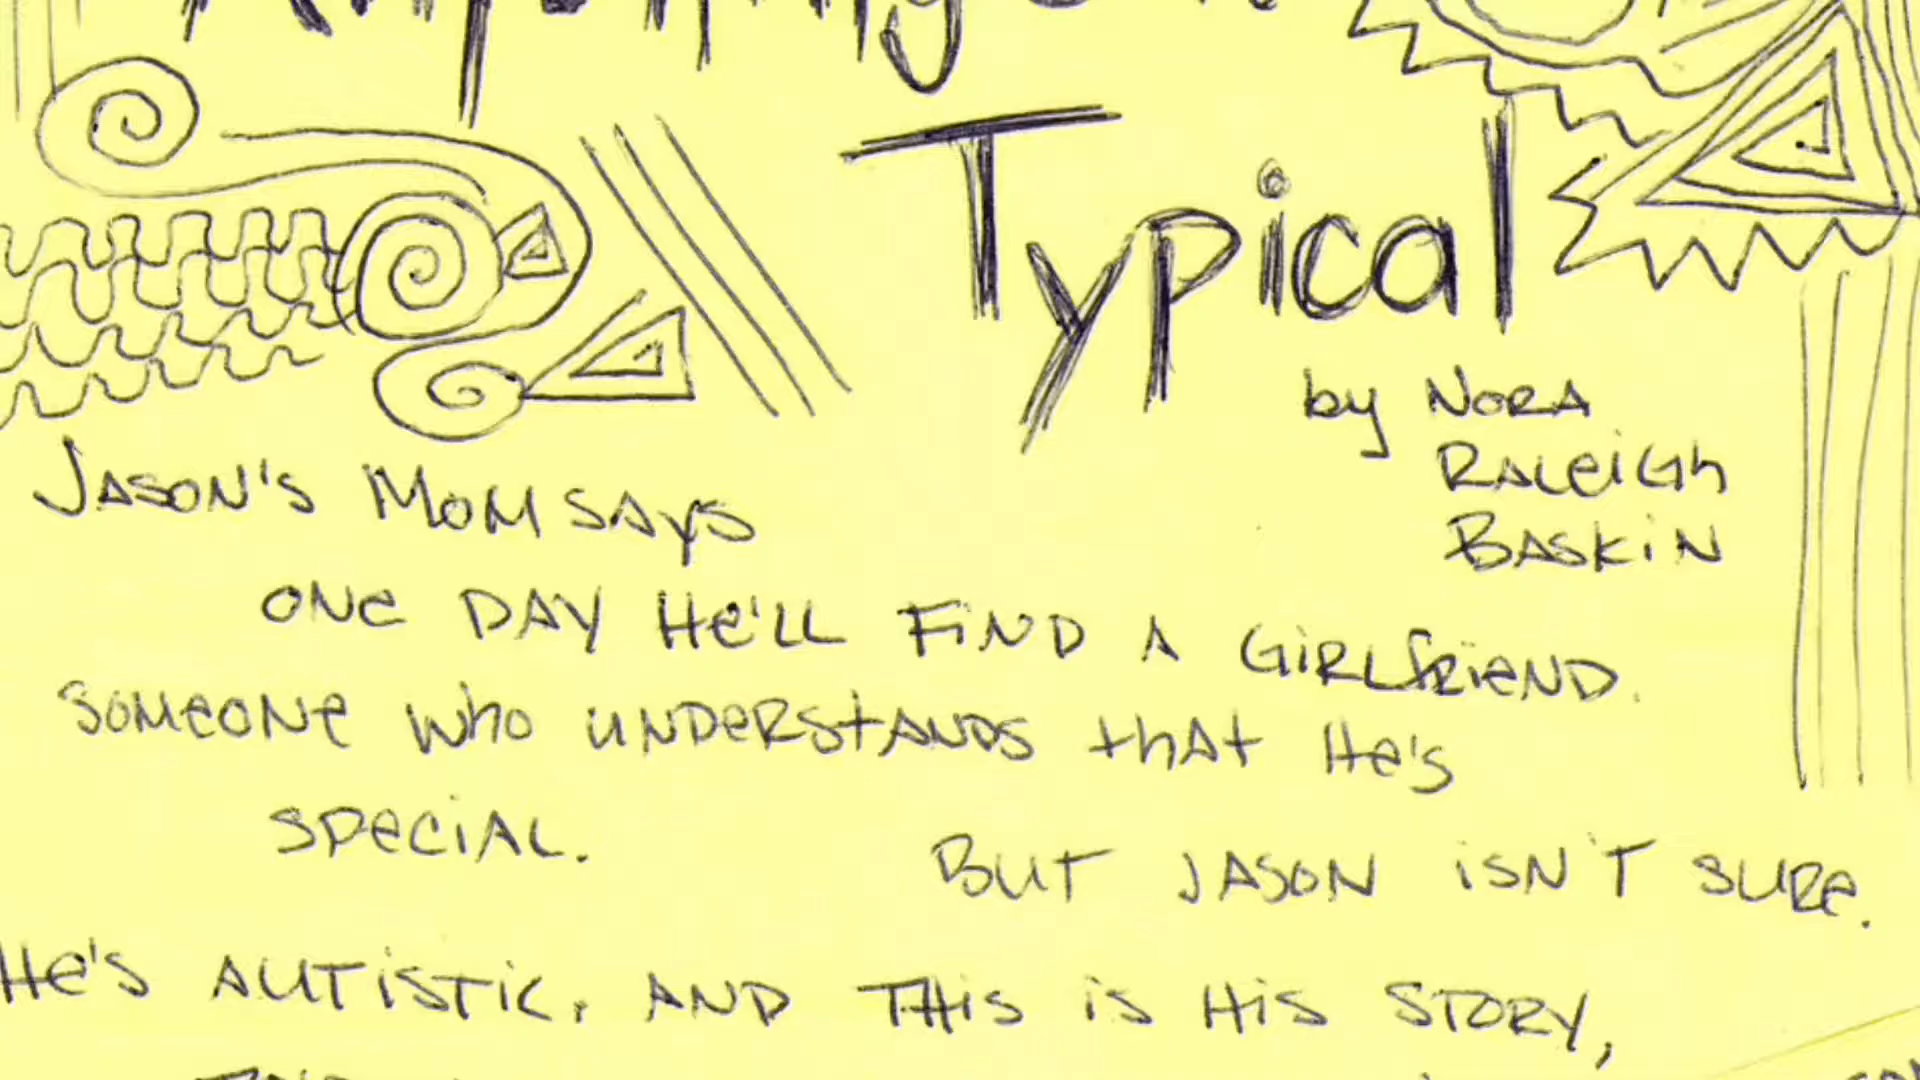 Typical
by NORA
RALeiGh
BASKiN
JASON'S MOM SAYS
ONe DAY He'LL FiND A GiRLfRieND.
SOMeONe who UNDeRStANDS thAt He's
SPeciAL.
BUT JASON iSN'T SURe.
He'S AUTiSTiC. AND THis is His STORY,